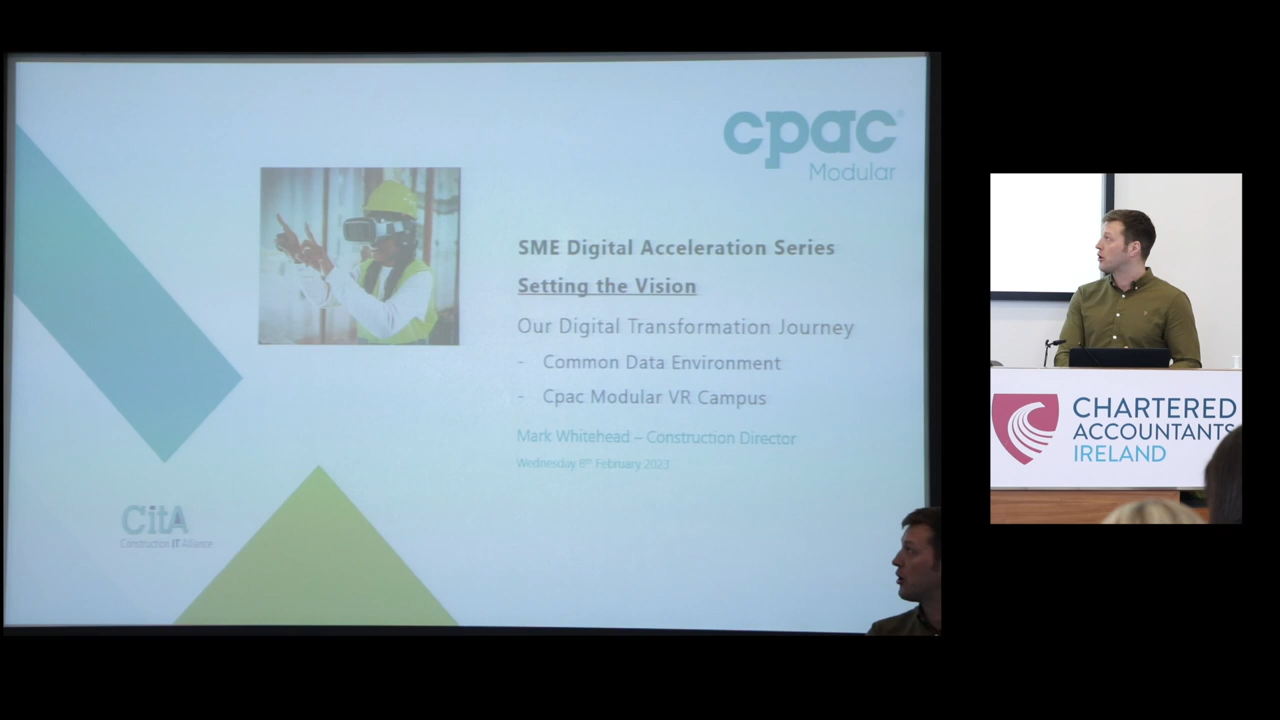 cpac®
Modular
SME Digital Acceleration Series
Setting the Vision
Our Digital Transformation Journey
- Common Data Environment
- Cpac Modular VR Campus
Mark Whitehead – Construction Director
Wednesday 8th February 2023
CitA
Construction IT Alliance
CHARTERED
ACCOUNTANTS
IRELAND